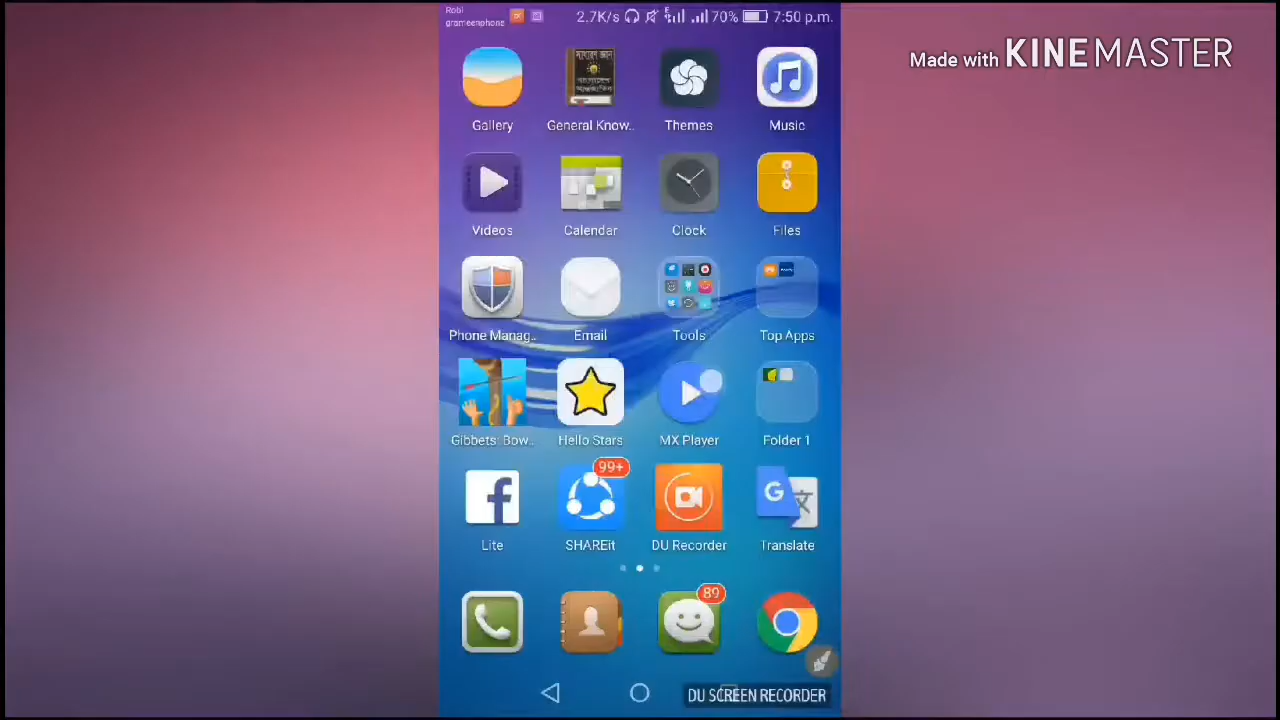 Robi
grameenphone
2.7K/s
70%
7:50 p.m.
Made with KINEMASTER
Gallery
General Know..
Themes
Music
Videos
Calendar
Clock
Files
Phone Manag..
Email
Tools
Top Apps
Gibbets: Bow..
Hello Stars
MX Player
Folder 1
99+
Lite
SHAREit
DU Recorder
Translate
89
DU SCREEN RECORDER